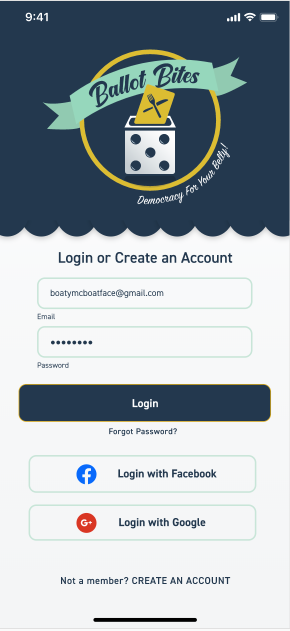 9:41
Ballot Bites
Democracy For Your Belly!
Login or Create an Account
boatymcboatface@gmail.com
Email
••••••••
Password
Login
Forgot Password?
Login with Facebook
G+ Login with Google
Not a member? CREATE AN ACCOUNT